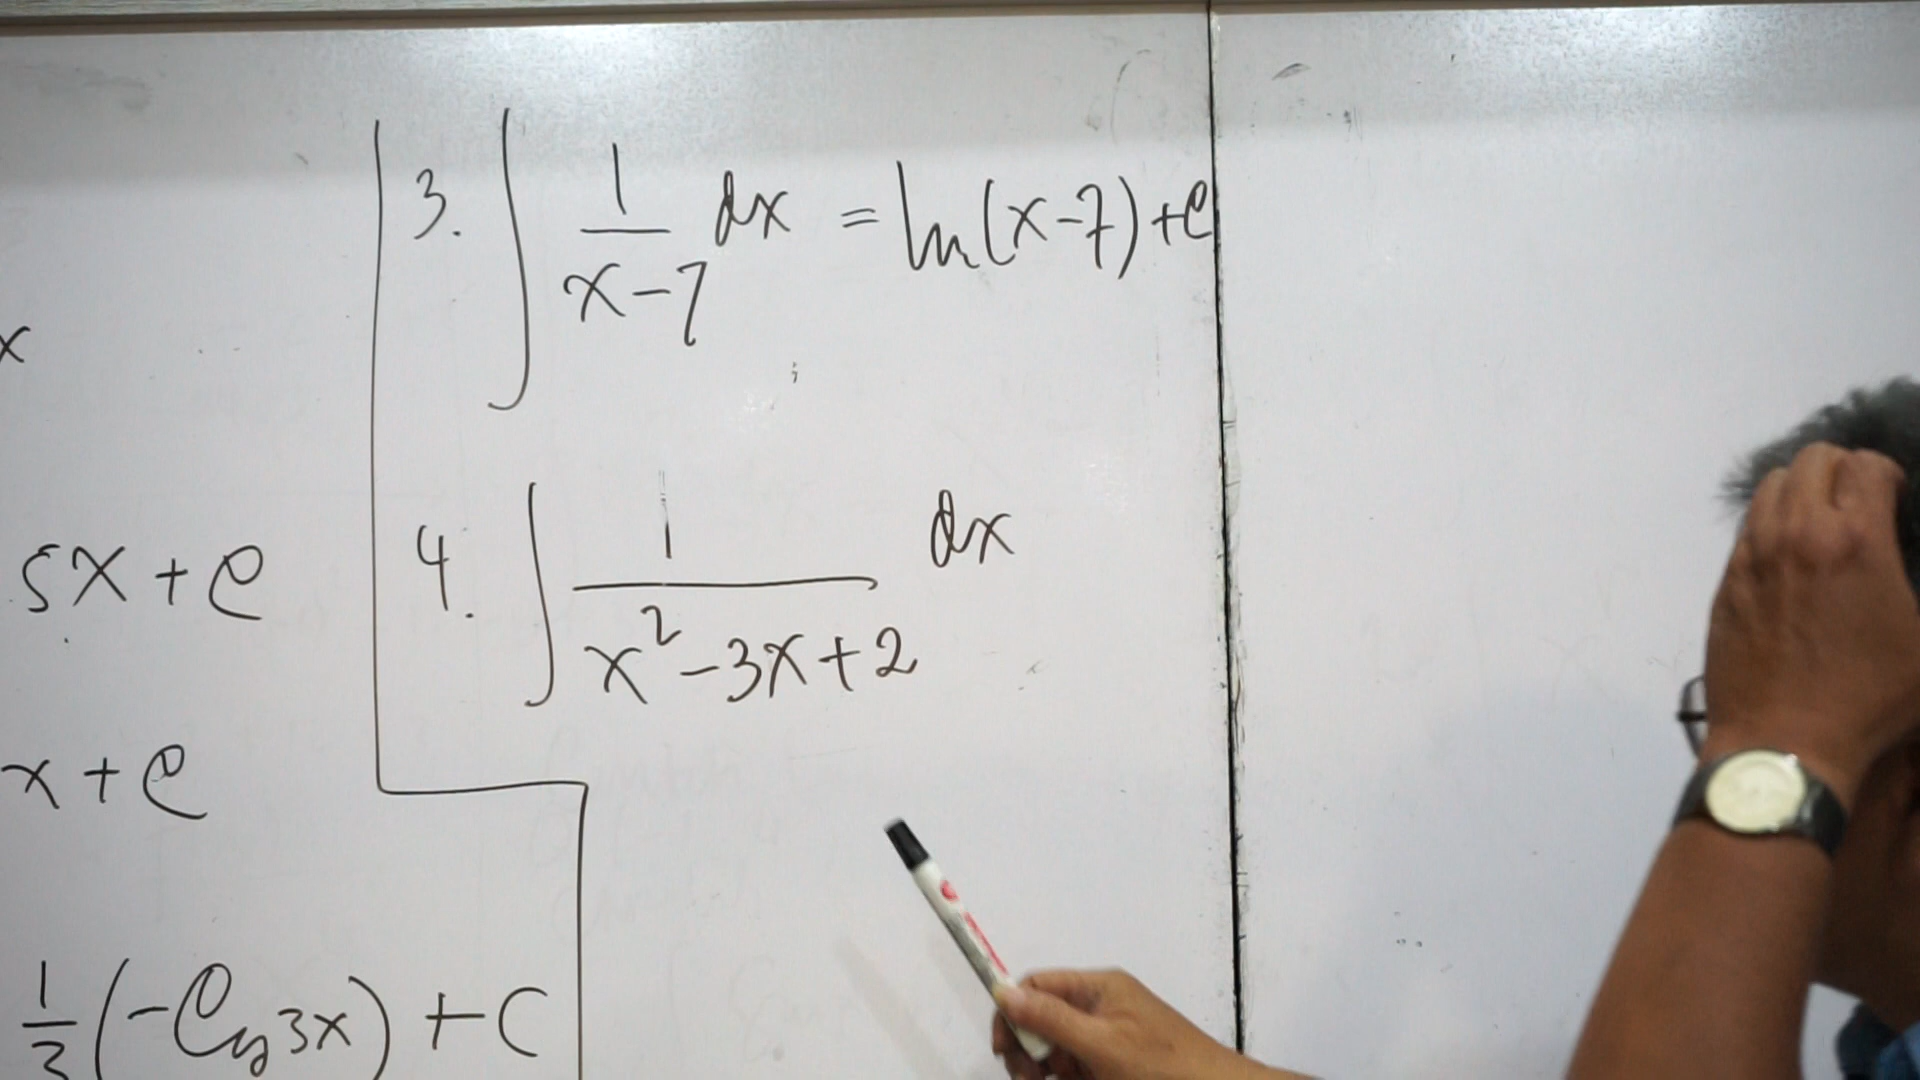 x
5x + c
x + c
1/3 (-Cos 3x) + C
3. ∫ 1/(x-7) dx = ln(x-7) + c
4. ∫ 1/(x²-3x+2) dx